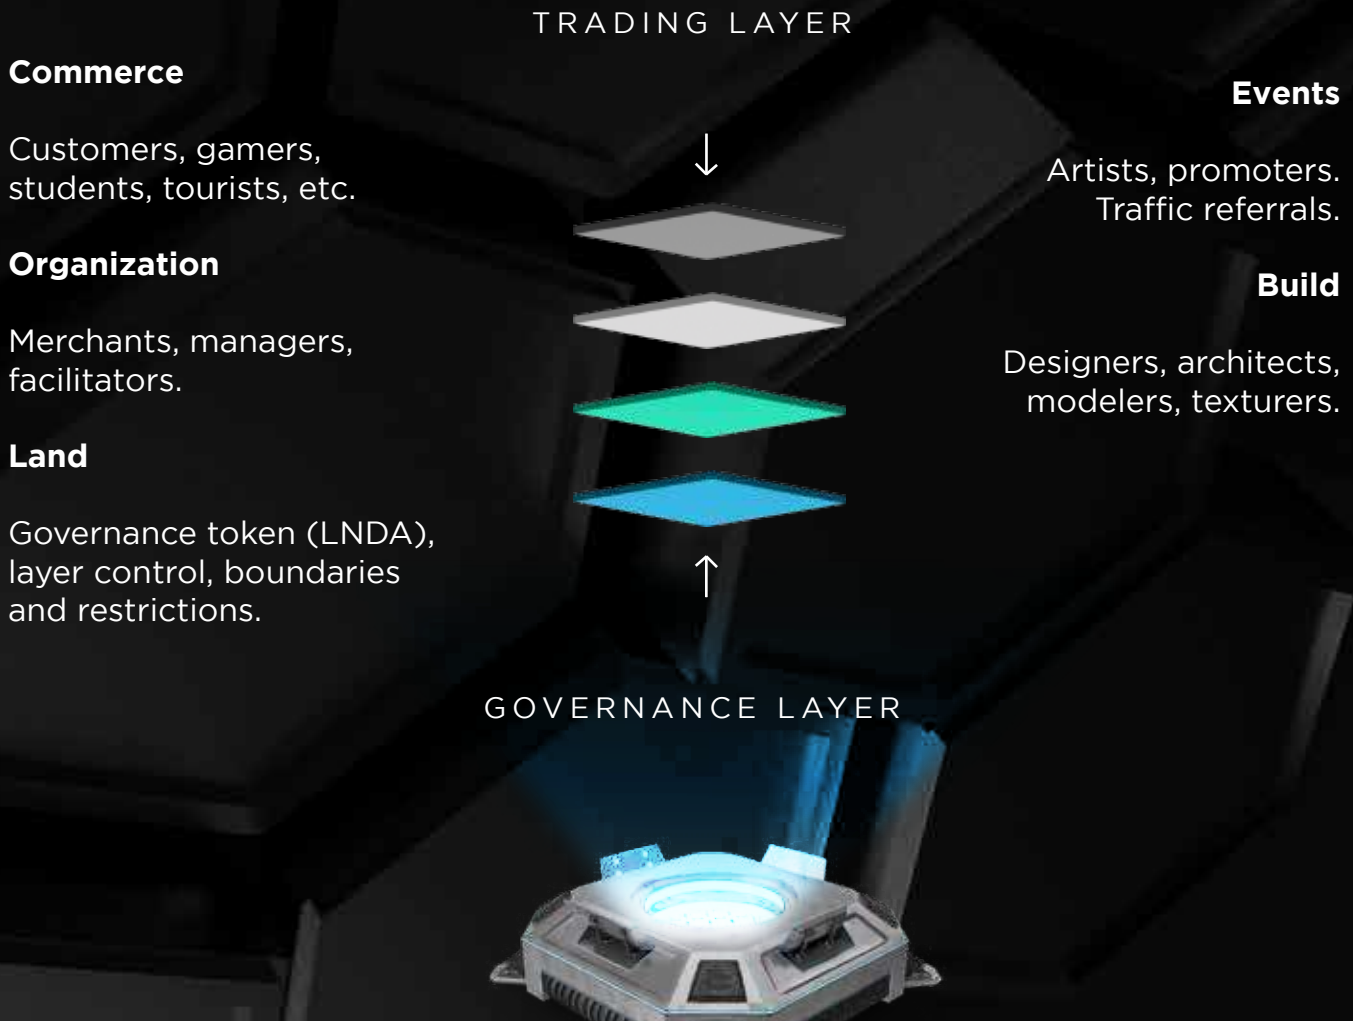 TRADING LAYER
Commerce
Customers, gamers,
students, tourists, etc.
Organization
Merchants, managers,
facilitators.
Land
Governance token (LNDA),
layer control, boundaries
and restrictions.
Events
Artists, promoters.
Traffic referrals.
Build
Designers, architects,
modelers, texturers.
GOVERNANCE LAYER